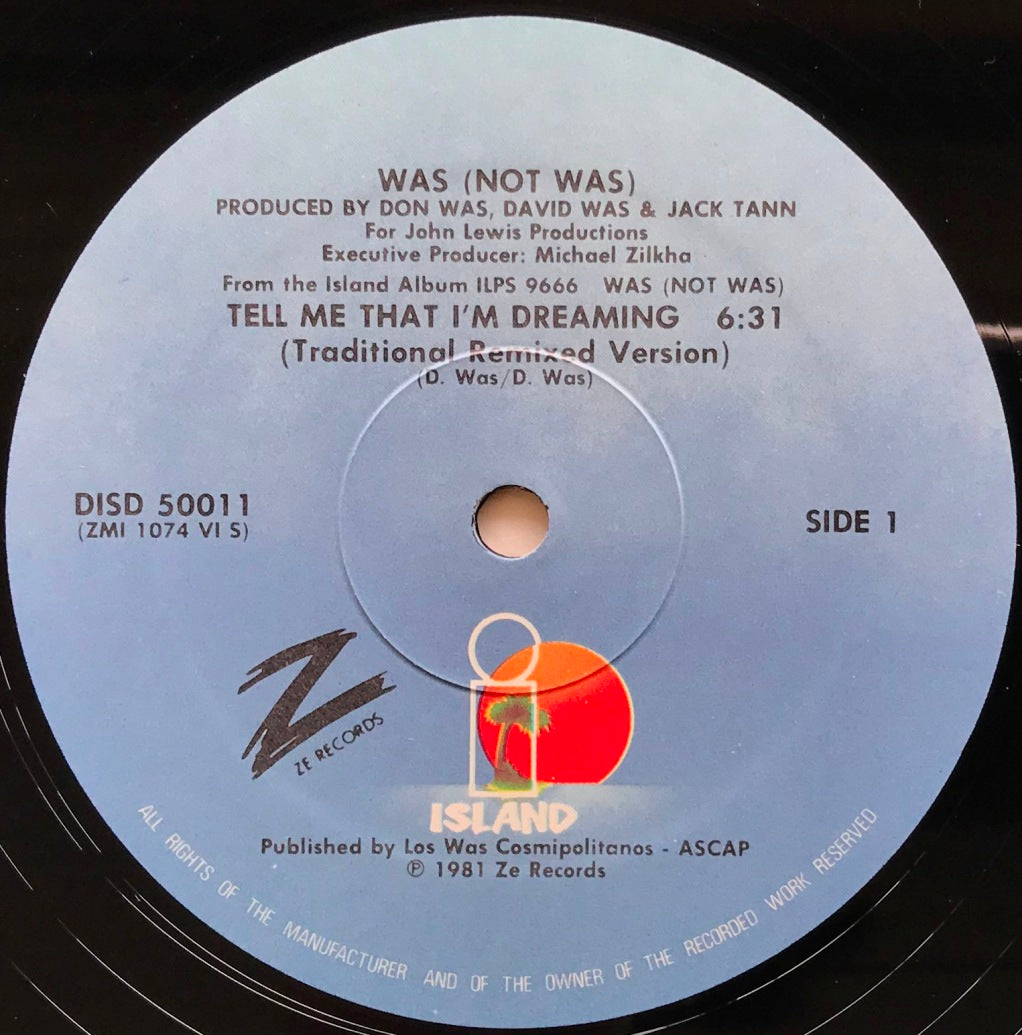 WAS (NOT WAS)
PRODUCED BY DON WAS, DAVID WAS & JACK TANN
For John Lewis Productions
Executive Producer: Michael Zilkha
From the Island Album ILPS 9666 WAS (NOT WAS)
TELL ME THAT I'M DREAMING 6:31
(Traditional Remixed Version)
(D. Was/D. Was)
DISD 50011
(ZMI 1074 VI S)
SIDE 1
Z
ZE RECORDS
i
ISLAND
Published by Los Was Cosmipolitanos - ASCAP
℗ 1981 Ze Records
ALL RIGHTS OF THE MANUFACTURER AND OF THE OWNER OF THE RECORDED WORK RESERVED